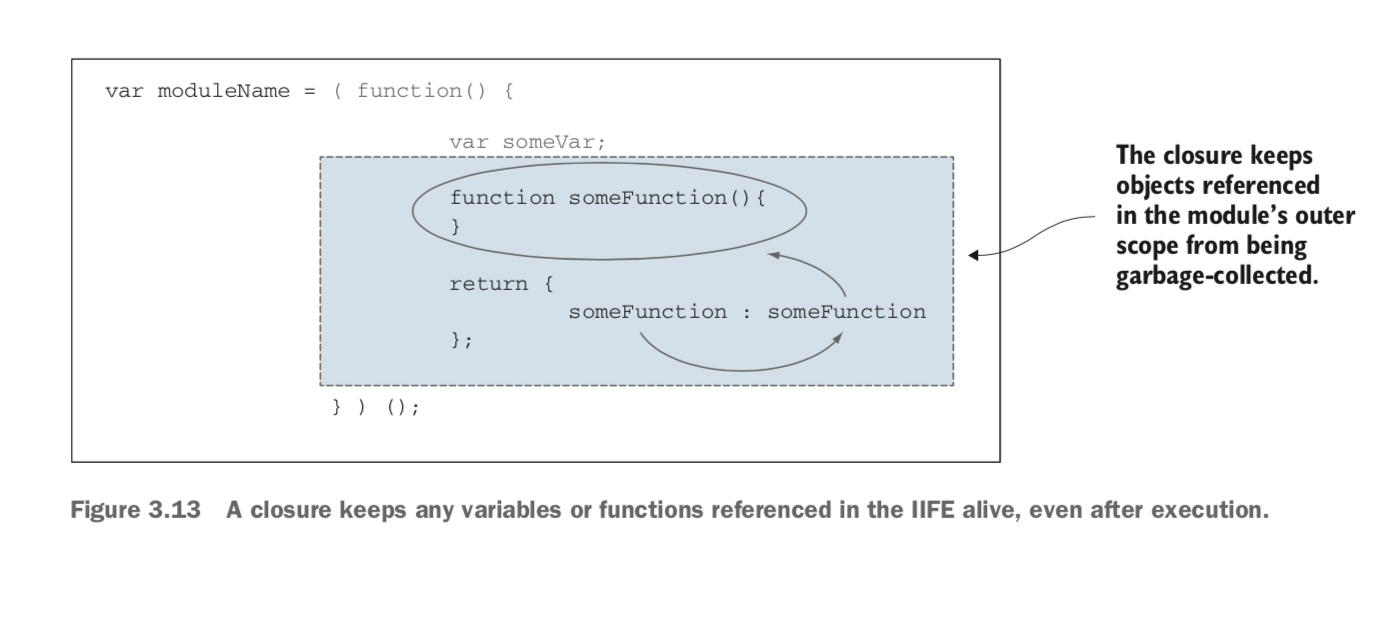 var moduleName = ( function() {
var someVar;
function someFunction(){
}
return {
someFunction : someFunction
};
} ) ();
The closure keeps
objects referenced
in the module's outer
scope from being
garbage-collected.
Figure 3.13 A closure keeps any variables or functions referenced in the IIFE alive, even after execution.